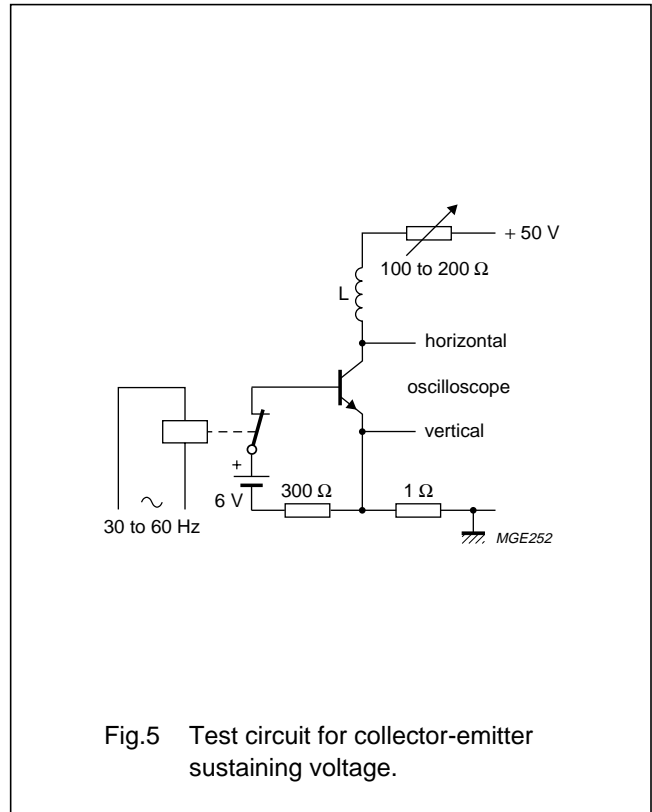 + 50 V
100 to 200 Ω
L
horizontal
oscilloscope
vertical
+
6 V
300 Ω
1 Ω
30 to 60 Hz
MGE252
Fig.5 Test circuit for collector-emitter
sustaining voltage.